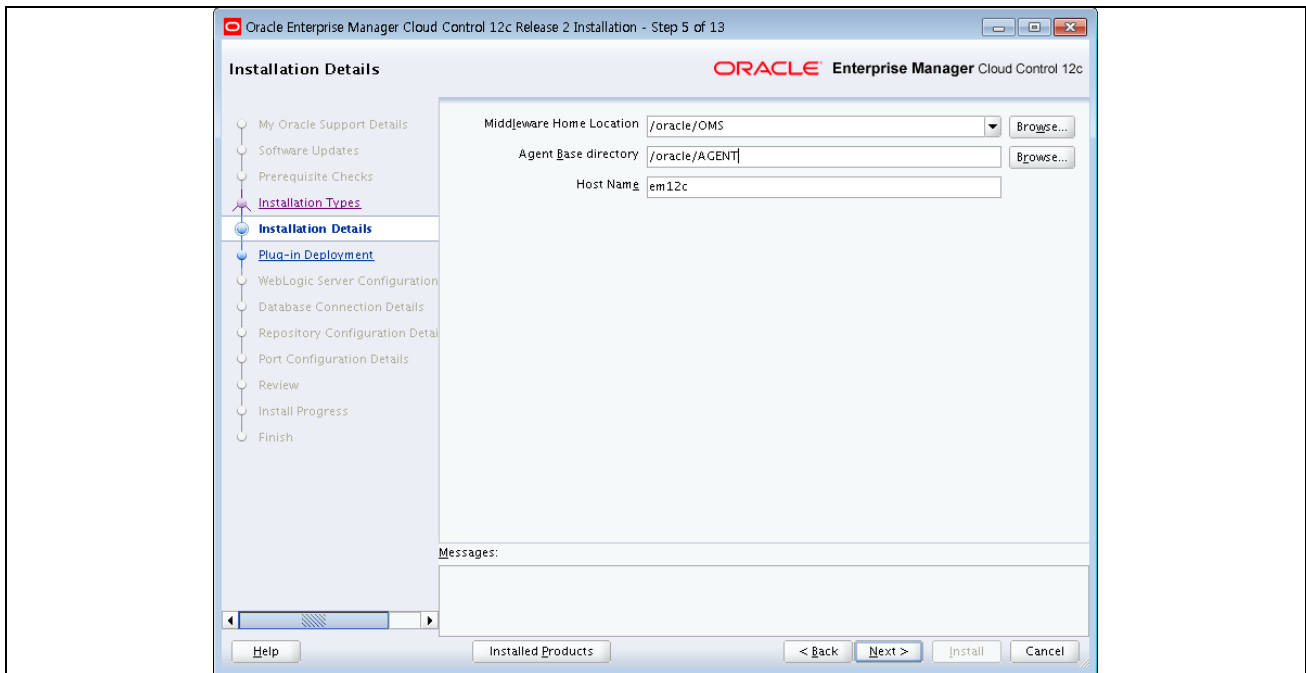 Oracle Enterprise Manager Cloud Control 12c Release 2 Installation - Step 5 of 13
Installation Details
ORACLE Enterprise Manager Cloud Control 12c
My Oracle Support Details
Software Updates
Prerequisite Checks
Installation Types
Installation Details
Plug-in Deployment
WebLogic Server Configuration
Database Connection Details
Repository Configuration Detai
Port Configuration Details
Review
Install Progress
Finish
Middleware Home Location /oracle/OMS Browse...
Agent Base directory /oracle/AGENT Browse...
Host Name em12c
Messages:
Help Installed Products < Back Next > Install Cancel